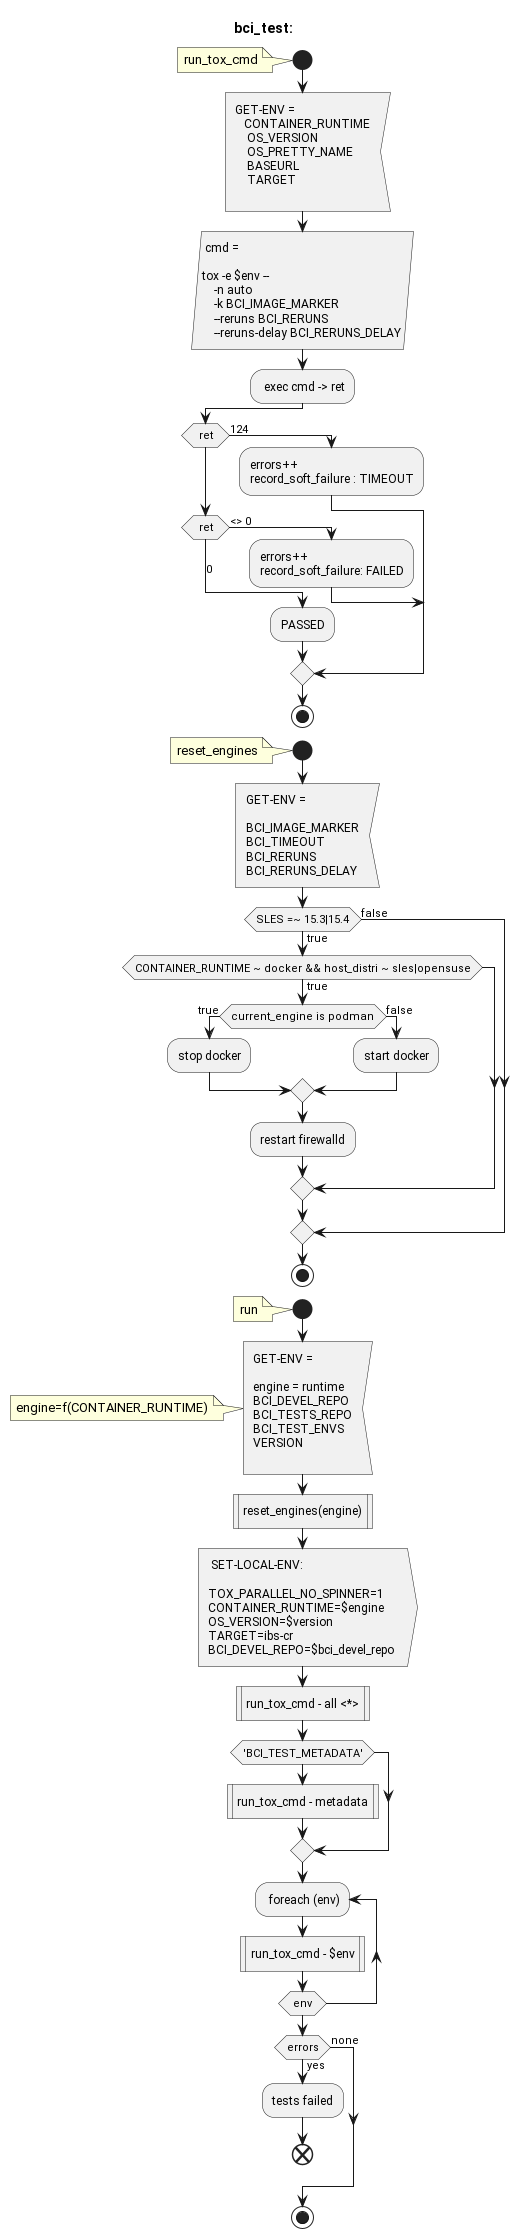 bci_test:
run_tox_cmd
GET-ENV =
CONTAINER_RUNTIME
OS_VERSION
OS_PRETTY_NAME
BASEURL
TARGET
cmd =
tox -e $env --
-n auto
-k BCI_IMAGE_MARKER
--reruns BCI_RERUNS
--reruns-delay BCI_RERUNS_DELAY
exec cmd -> ret
ret
124
errors++
record_soft_failure : TIMEOUT
ret
<> 0
errors++
record_soft_failure: FAILED
0
PASSED
reset_engines
GET-ENV =
BCI_IMAGE_MARKER
BCI_TIMEOUT
BCI_RERUNS
BCI_RERUNS_DELAY
SLES =~ 15.3|15.4
false
true
CONTAINER_RUNTIME ~ docker && host_distri ~ sles|opensuse
true
true
current_engine is podman
false
stop docker
start docker
restart firewalld
run
GET-ENV =
engine = runtime
BCI_DEVEL_REPO
BCI_TESTS_REPO
BCI_TEST_ENVS
VERSION
engine=f(CONTAINER_RUNTIME)
reset_engines(engine)
SET-LOCAL-ENV:
TOX_PARALLEL_NO_SPINNER=1
CONTAINER_RUNTIME=$engine
OS_VERSION=$version
TARGET=ibs-cr
BCI_DEVEL_REPO=$bci_devel_repo
run_tox_cmd - all <*>
'BCI_TEST_METADATA'
run_tox_cmd - metadata
foreach (env)
run_tox_cmd - $env
env
errors
none
yes
tests failed